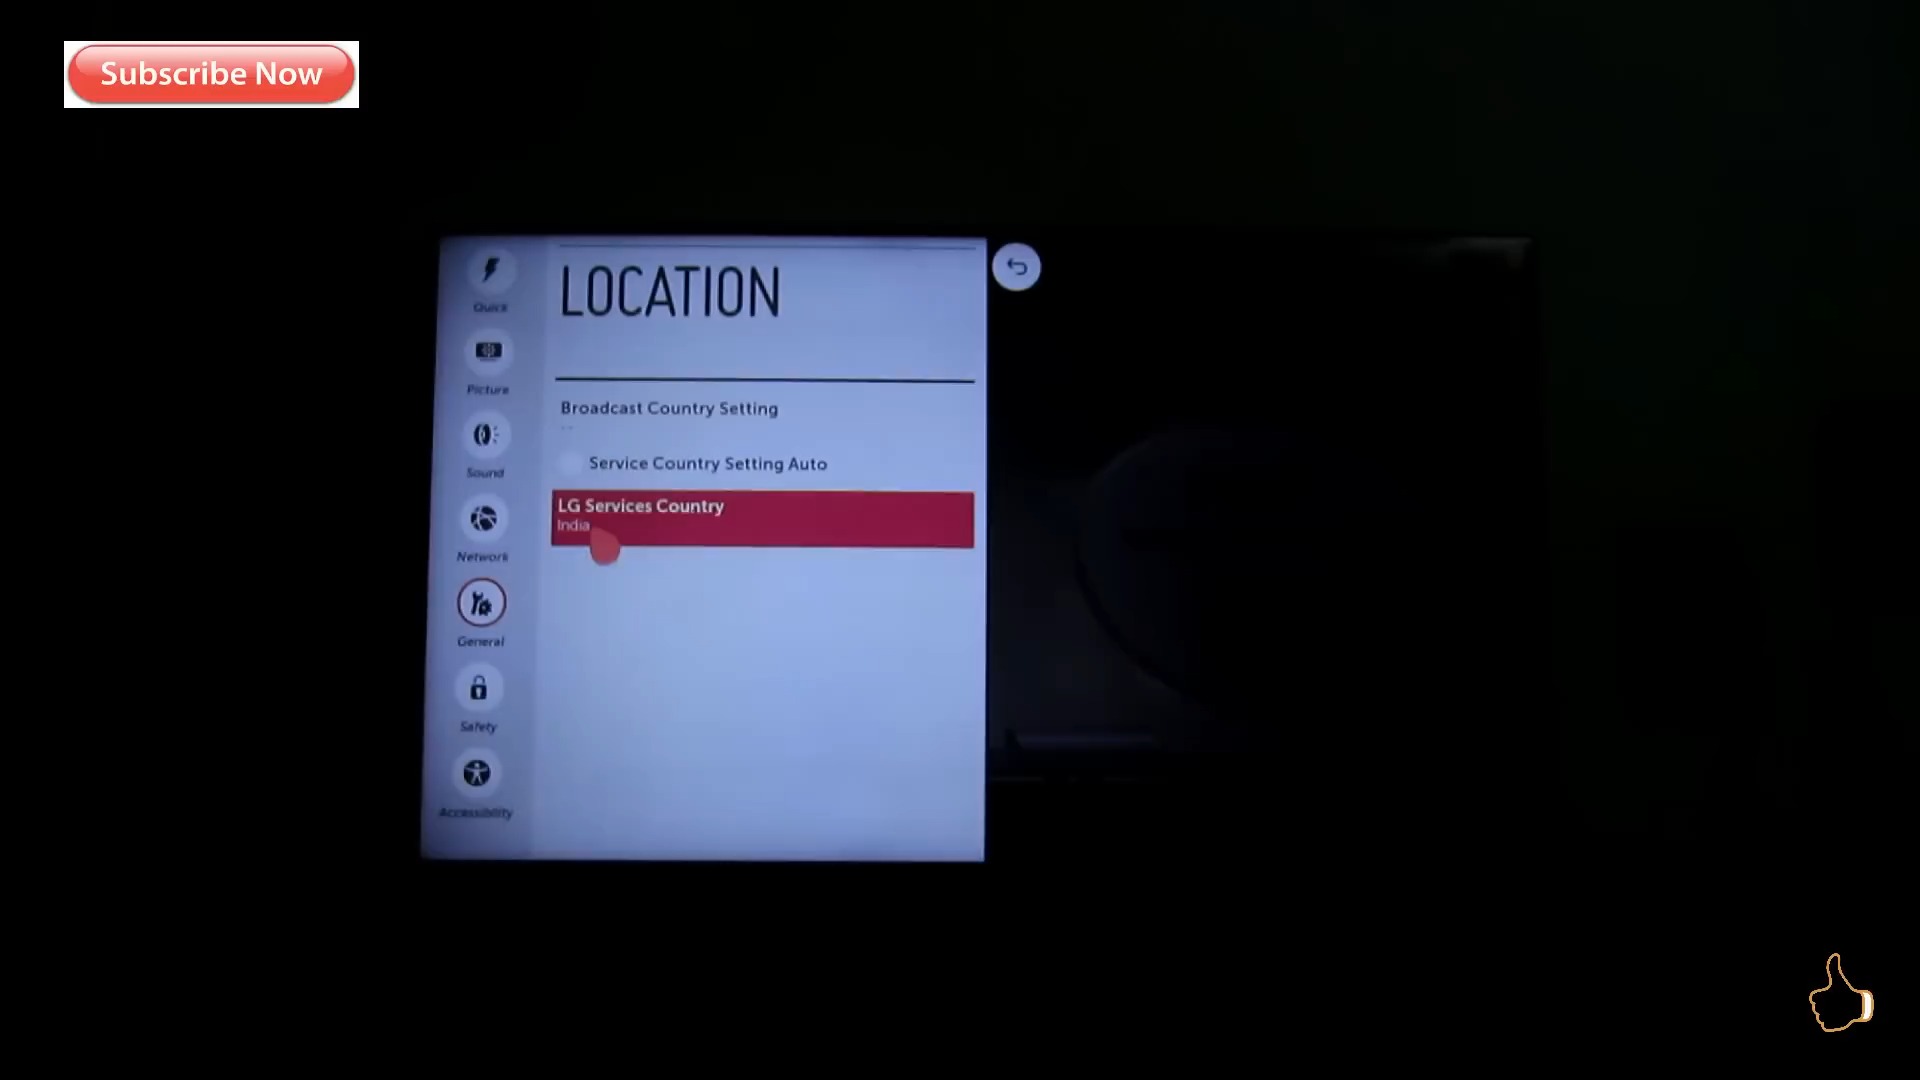 Subscribe Now
LOCATION
Quick
Picture
Broadcast Country Setting
- -
Service Country Setting Auto
Sound
LG Services Country
India
Network
General
Safety
Accessibility